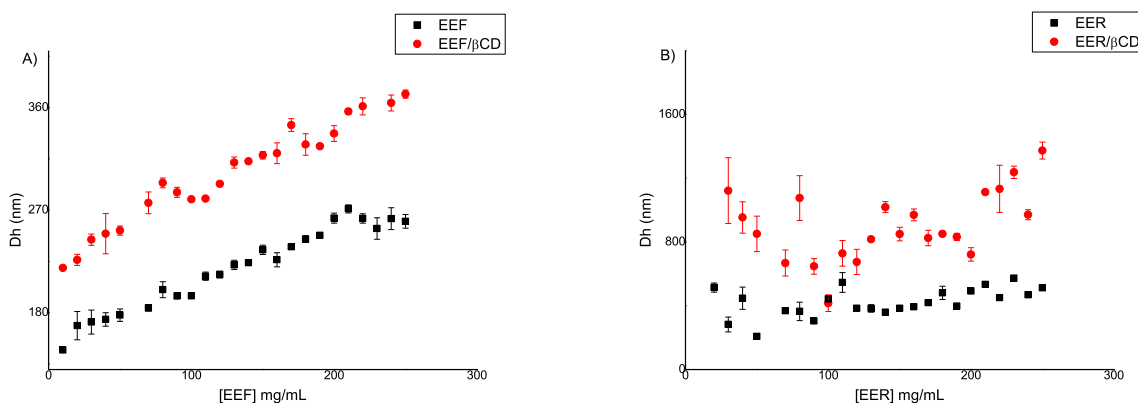 A)
EEF
EEF/βCD
360
270
180
Dh (nm)
0
100
200
300
[EEF] mg/mL
B)
EER
EER/βCD
1600
800
0
Dh (nm)
0
100
200
300
[EER] mg/mL